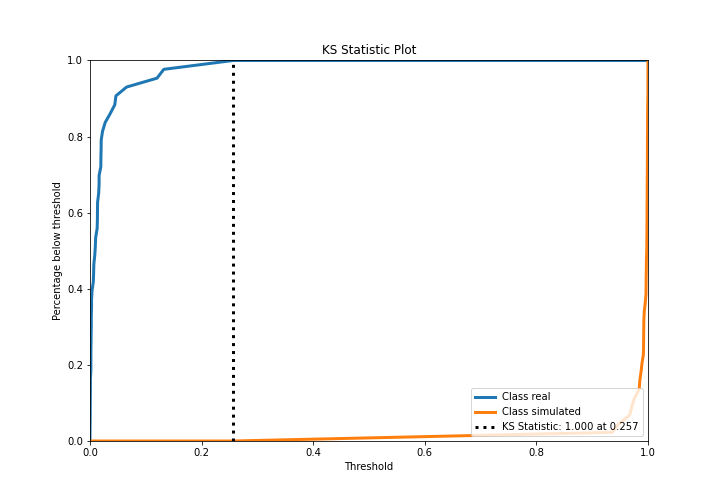 KS Statistic Plot
1.0
0.8
0.6
0.4
0.2
0.0
Percentage below threshold
0.0 0.2 0.4 0.6 0.8 1.0
Threshold
Class real
Class simulated
KS Statistic: 1.000 at 0.257